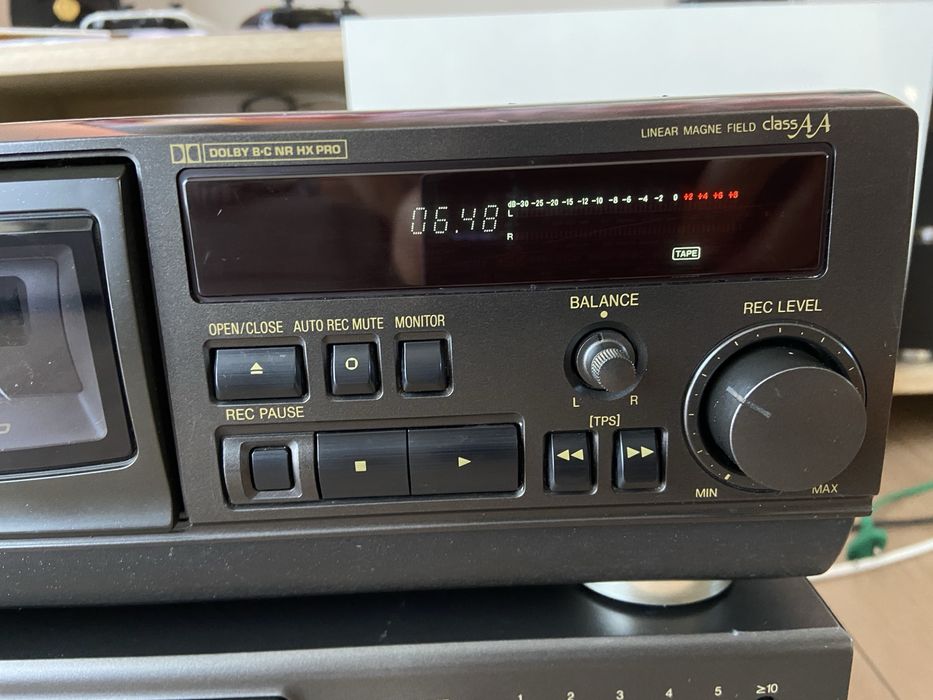 LINEAR MAGNE FIELD class AA
DOLBY B·C NR HX PRO
dB-30 -25 -20 -15 -12 -10 -8 -6 -4 -2 0 +2 +4 +6 +8
L
06.48
R
TAPE
OPEN/CLOSE AUTO REC MUTE MONITOR
BALANCE
REC LEVEL
L R
REC PAUSE
[TPS]
MIN MAX
1 2 3 4 5 ≥10